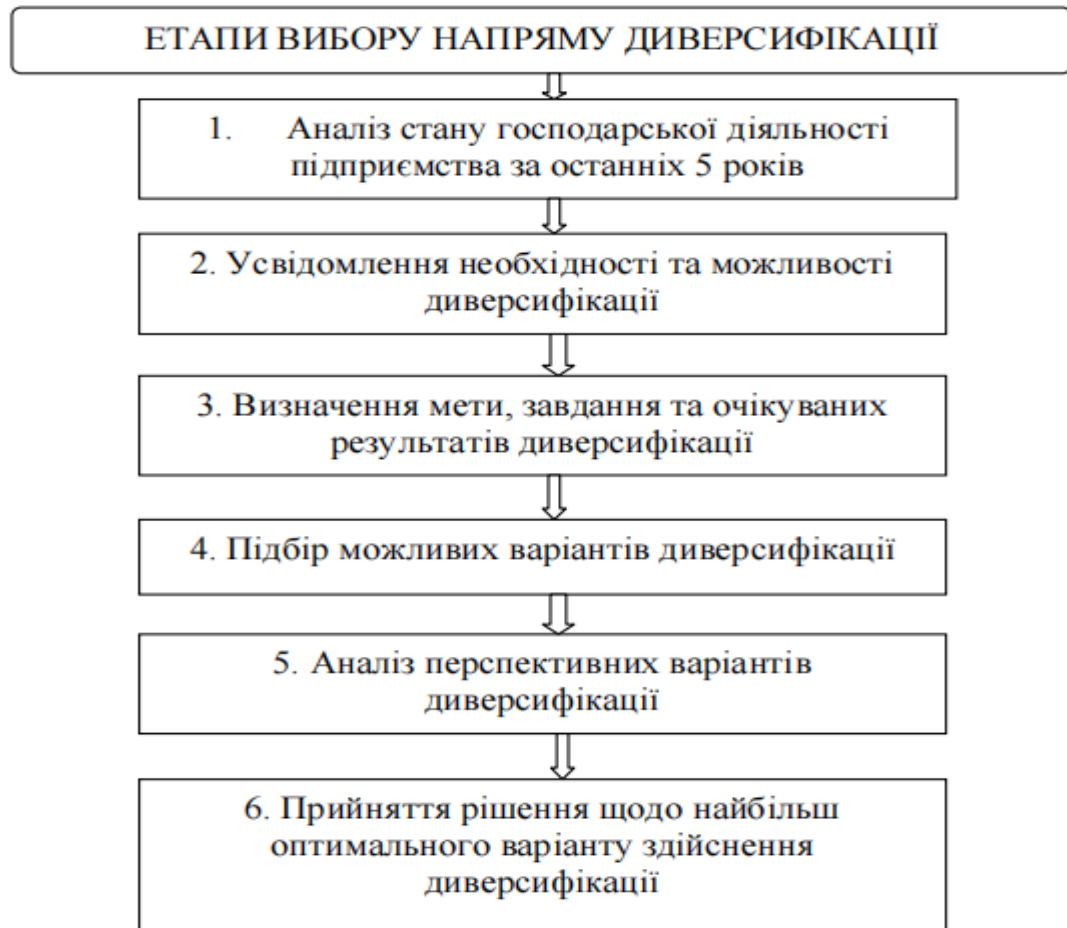 ЕТАПИ ВИБОРУ НАПРЯМУ ДИВЕРСИФІКАЦІЇ
1. Аналіз стану господарської діяльності
підприємства за останніх 5 років
2. Усвідомлення необхідності та можливості
диверсифікації
3. Визначення мети, завдання та очікуваних
результатів диверсифікації
4. Підбір можливих варіантів диверсифікації
5. Аналіз перспективних варіантів
диверсифікації
6. Прийняття рішення щодо найбільш
оптимального варіанту здійснення
диверсифікації